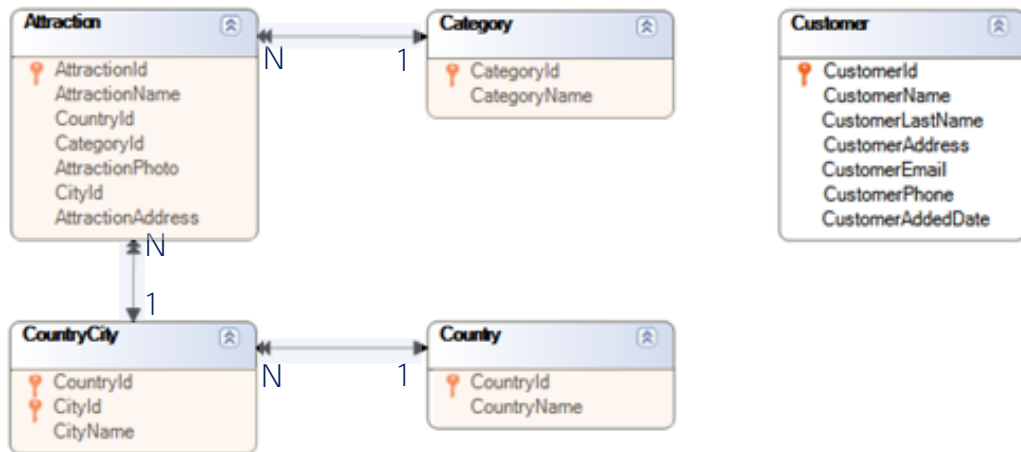 Attraction
AttractionId
AttractionName
CountryId
CategoryId
AttractionPhoto
CityId
AttractionAddress
N
1
Category
CategoryId
CategoryName
Customer
CustomerId
CustomerName
CustomerLastName
CustomerAddress
CustomerEmail
CustomerPhone
CustomerAddedDate
N
1
CountryCity
CountryId
CityId
CityName
N
1
Country
CountryId
CountryName